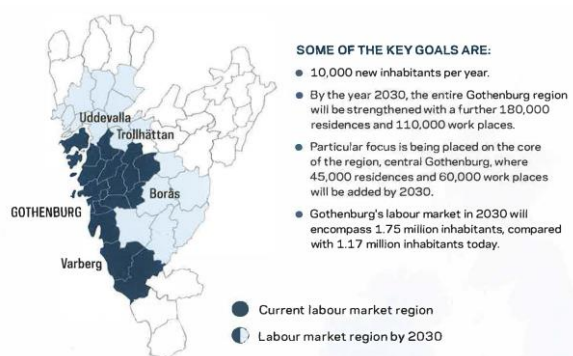 SOME OF THE KEY GOALS ARE:
10,000 new inhabitants per year.
By the year 2030, the entire Gothenburg region
will be strengthened with a further 180,000
residences and 110,000 work places.
Particular focus is being placed on the core
of the region, central Gothenburg, where
45,000 residences and 60,000 work places
will be added by 2030.
Gothenburg's labour market in 2030 will
encompass 1.75 million inhabitants, compared
with 1.17 million inhabitants today.
Uddevalla
Trollhättan
Borås
GOTHENBURG
Varberg
Current labour market region
Labour market region by 2030